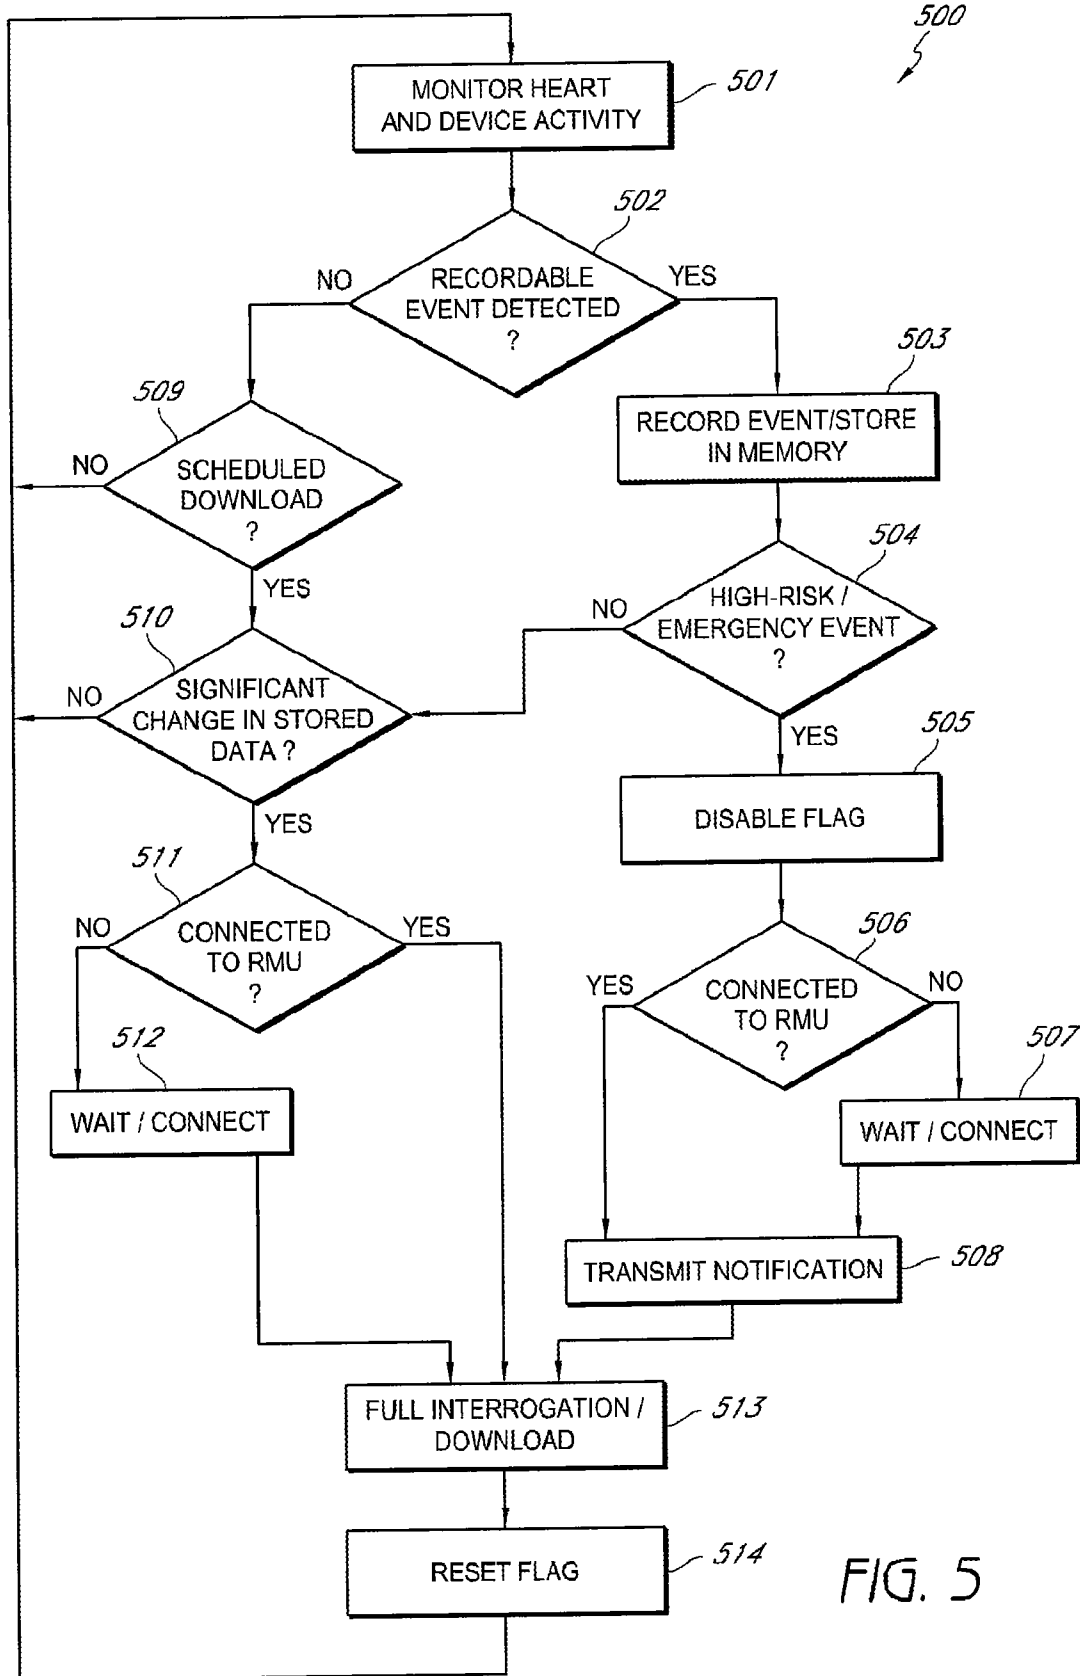 500
MONITOR HEART
AND DEVICE ACTIVITY
501
502
NO
RECORDABLE
EVENT DETECTED
?
YES
503
RECORD EVENT/STORE
IN MEMORY
509
NO
SCHEDULED
DOWNLOAD
?
YES
504
NO
HIGH-RISK /
EMERGENCY EVENT
?
YES
510
NO
SIGNIFICANT
CHANGE IN STORED
DATA ?
YES
505
DISABLE FLAG
511
NO
CONNECTED
TO RMU
?
YES
506
YES
CONNECTED
TO RMU
?
NO
512
WAIT / CONNECT
507
WAIT / CONNECT
TRANSMIT NOTIFICATION
508
FULL INTERROGATION /
DOWNLOAD
513
RESET FLAG
514
FIG. 5